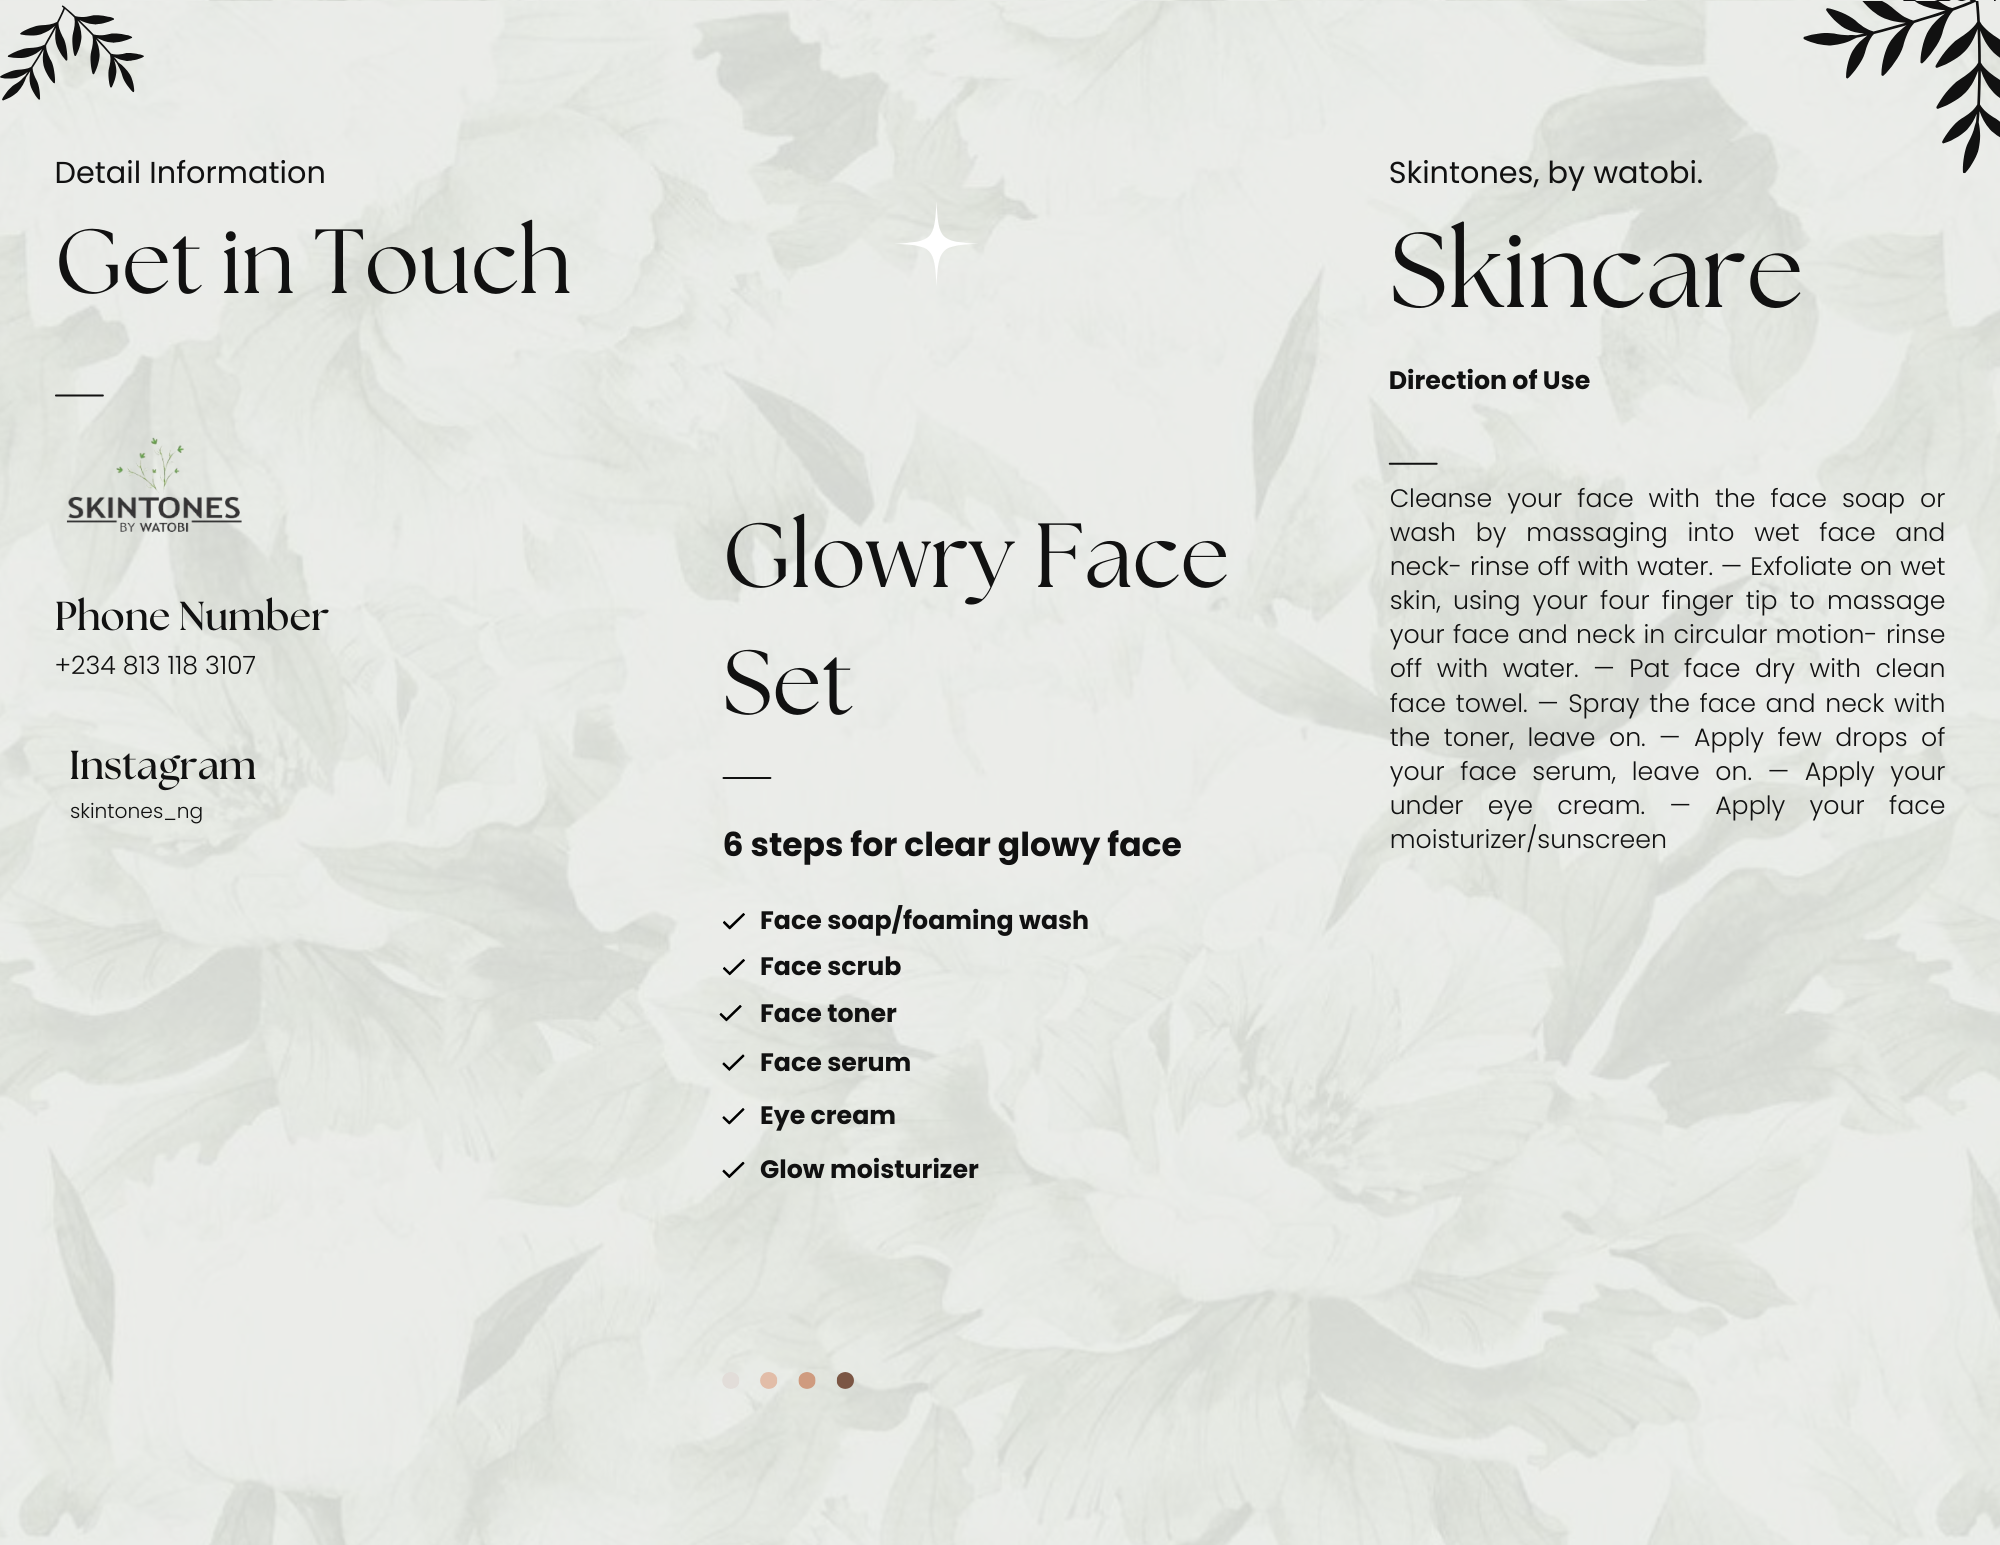 Detail Information
Get in Touch
SKINTONES
BY WATOBI
Phone Number
+234 813 118 3107
Instagram
skintones_ng
Glowry Face
Set
6 steps for clear glowy face
Face soap/foaming wash
Face scrub
Face toner
Face serum
Eye cream
Glow moisturizer
Skintones, by watobi.
Skincare
Direction of Use
Cleanse your face with the face soap or
wash by massaging into wet face and
neck- rinse off with water. — Exfoliate on wet
skin, using your four finger tip to massage
your face and neck in circular motion- rinse
off with water. — Pat face dry with clean
face towel. — Spray the face and neck with
the toner, leave on. — Apply few drops of
your face serum, leave on. — Apply your
under eye cream. — Apply your face
moisturizer/sunscreen